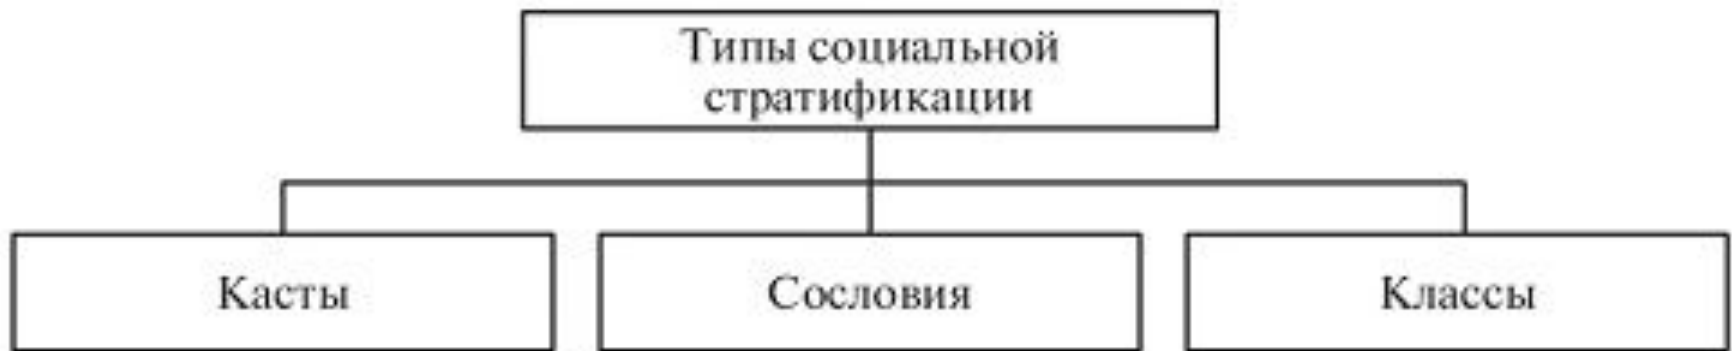 Типы социальной
стратификации
Касты
Сословия
Классы